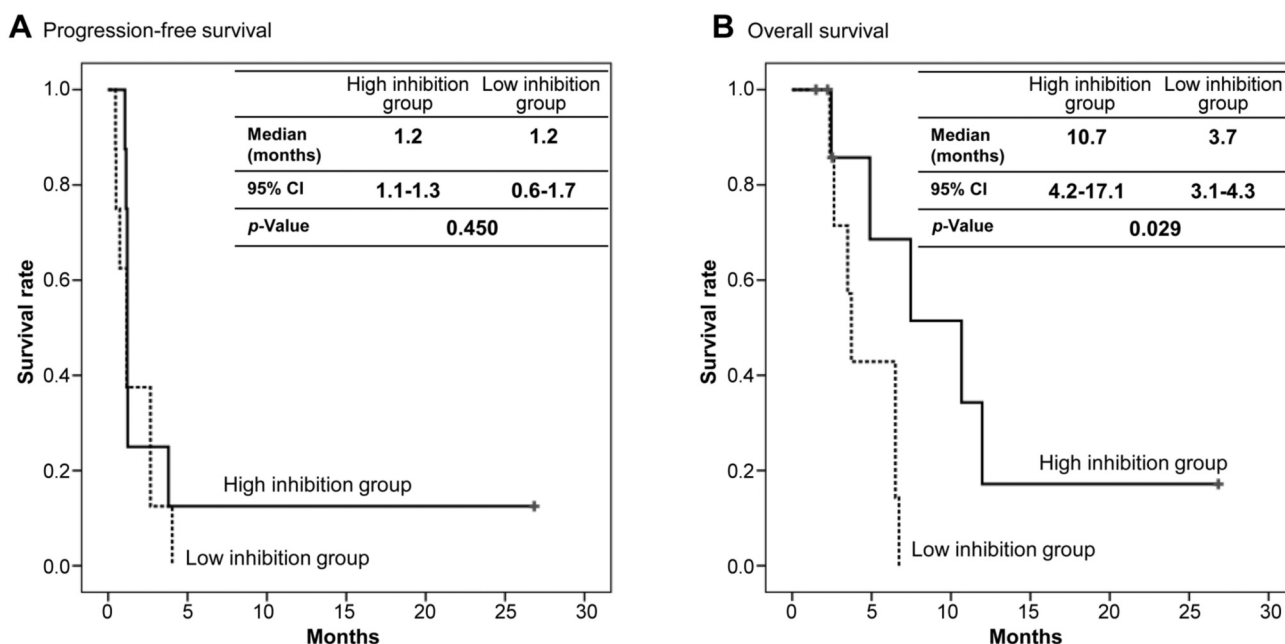 A Progression-free survival
High inhibition group
Low inhibition group
Median (months) 1.2 1.2
95% CI 1.1-1.3 0.6-1.7
p-Value 0.450
Survival rate
1.0
0.8
0.6
0.4
0.2
0.0
High inhibition group
Low inhibition group
0 5 10 15 20 25 30
Months
B Overall survival
High inhibition group
Low inhibition group
Median (months) 10.7 3.7
95% CI 4.2-17.1 3.1-4.3
p-Value 0.029
Survival rate
1.0
0.8
0.6
0.4
0.2
0.0
High inhibition group
Low inhibition group
0 5 10 15 20 25 30
Months